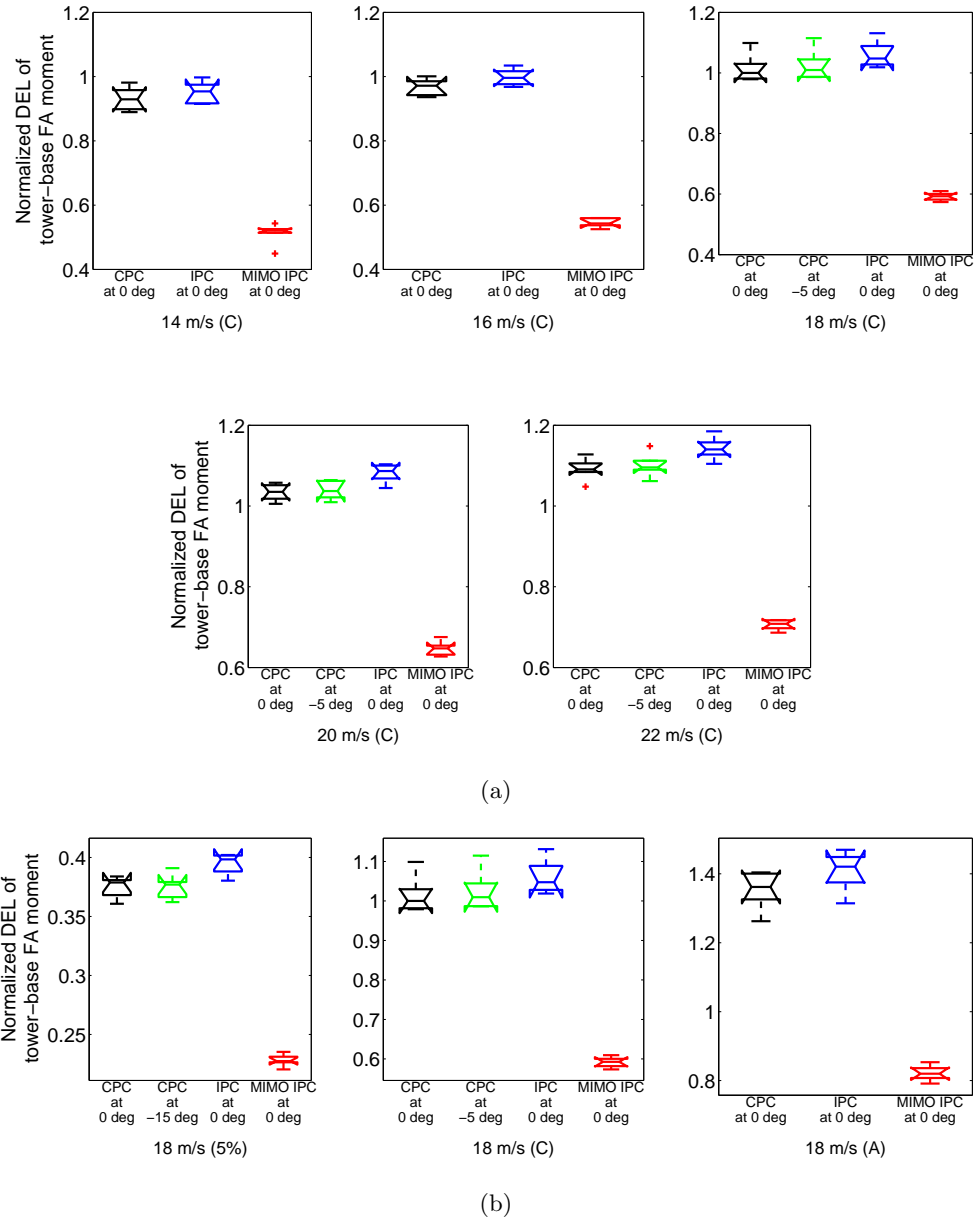 Normalized DEL of
tower−base FA moment
1.2
1
0.8
0.6
0.4
CPC
at 0 deg
IPC
at 0 deg
MIMO IPC
at 0 deg
14 m/s (C)
1.2
1
0.8
0.6
0.4
CPC
at 0 deg
IPC
at 0 deg
MIMO IPC
at 0 deg
16 m/s (C)
1.2
1
0.8
0.6
0.4
CPC
at
0 deg
CPC
at
−5 deg
IPC
at
0 deg
MIMO IPC
at
0 deg
18 m/s (C)
Normalized DEL of
tower−base FA moment
1.2
1
0.8
0.6
CPC
at
0 deg
CPC
at
−5 deg
IPC
at
0 deg
MIMO IPC
at
0 deg
20 m/s (C)
1.2
1
0.8
0.6
CPC
at
0 deg
CPC
at
−5 deg
IPC
at
0 deg
MIMO IPC
at
0 deg
22 m/s (C)
(a)
Normalized DEL of
tower−base FA moment
0.4
0.35
0.3
0.25
CPC
at
0 deg
CPC
at
−15 deg
IPC
at
0 deg
MIMO IPC
at
0 deg
18 m/s (5%)
1.1
1
0.9
0.8
0.7
0.6
CPC
at
0 deg
CPC
at
−5 deg
IPC
at
0 deg
MIMO IPC
at
0 deg
18 m/s (C)
1.4
1.2
1
0.8
CPC
at 0 deg
IPC
at 0 deg
MIMO IPC
at 0 deg
18 m/s (A)
(b)